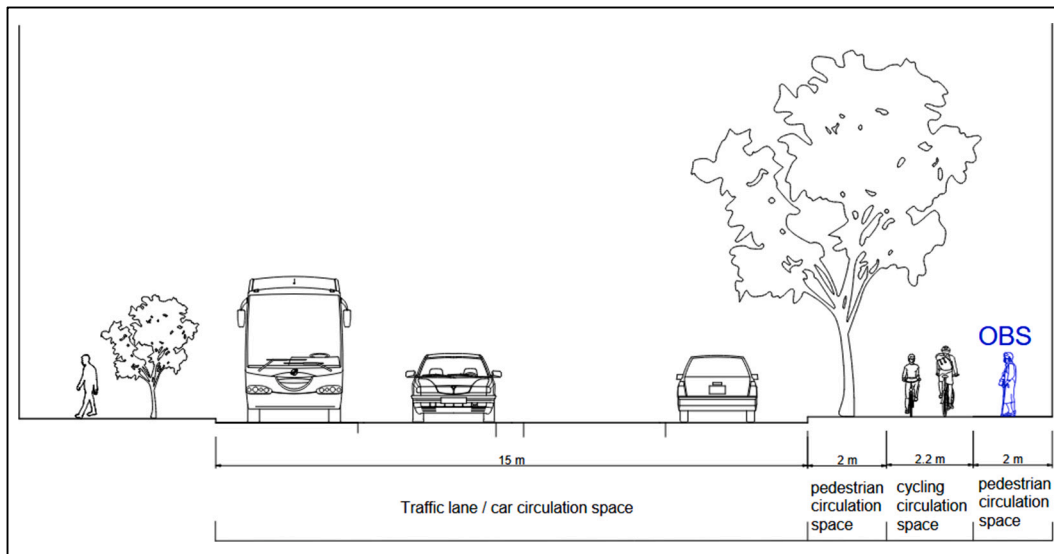 OBS
15 m
2 m
2.2 m
2 m
Traffic lane / car circulation space
pedestrian
circulation
space
cycling
circulation
space
pedestrian
circulation
space